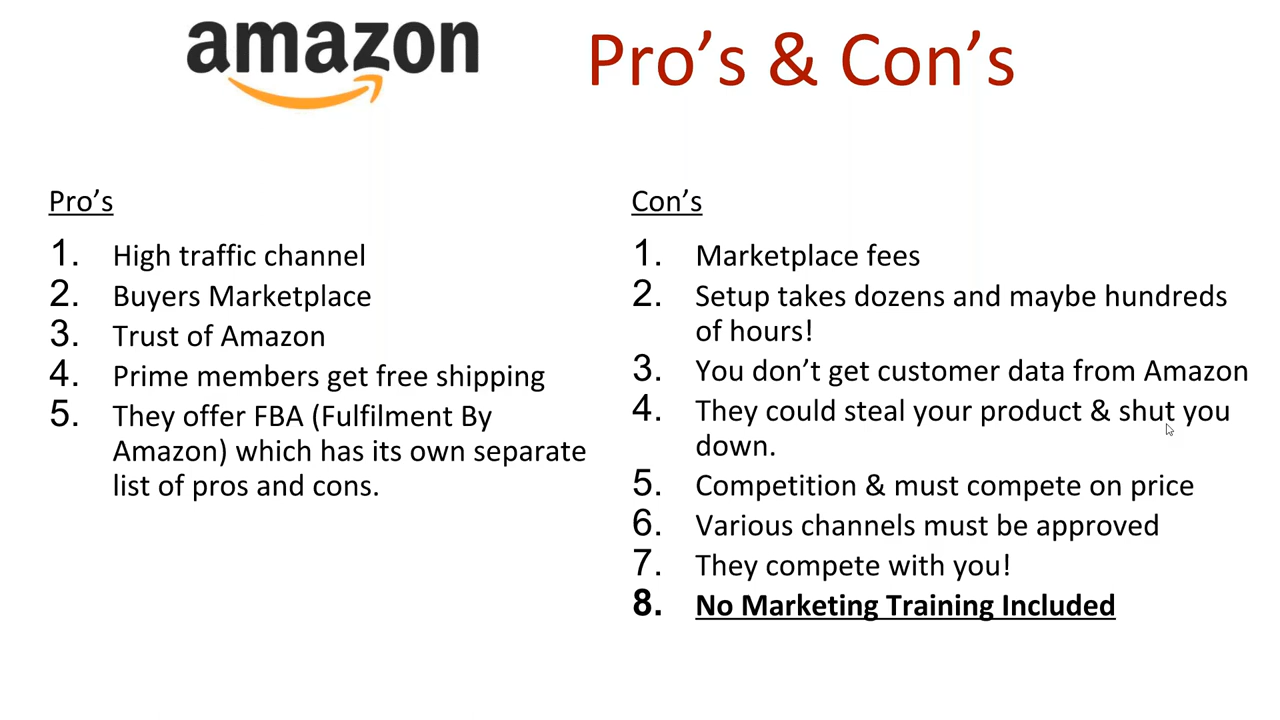 amazon
Pro’s & Con’s
Pro’s
1. High traffic channel
2. Buyers Marketplace
3. Trust of Amazon
4. Prime members get free shipping
5. They offer FBA (Fulfilment By
Amazon) which has its own separate
list of pros and cons.
Con’s
1. Marketplace fees
2. Setup takes dozens and maybe hundreds
of hours!
3. You don’t get customer data from Amazon
4. They could steal your product & shut you
down.
5. Competition & must compete on price
6. Various channels must be approved
7. They compete with you!
8. No Marketing Training Included